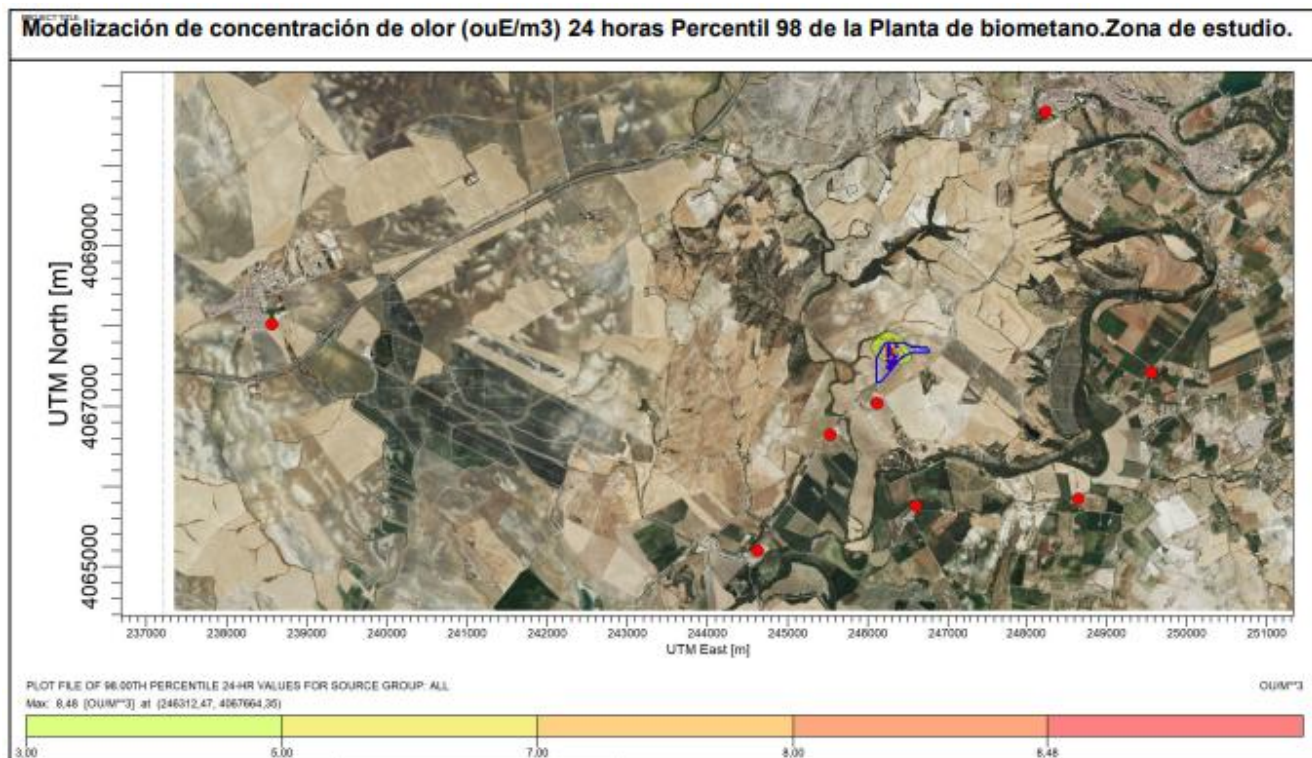 PROJECT TITLE:
Modelización de concentración de olor (ouE/m3) 24 horas Percentil 98 de la Planta de biometano.Zona de estudio.
UTM North [m]
4069000
4067000
4065000
237000 238000 239000 240000 241000 242000 243000 244000 245000 246000 247000 248000 249000 250000 251000
UTM East [m]
PLOT FILE OF 98.00TH PERCENTILE 24-HR VALUES FOR SOURCE GROUP: ALL OU/M**3
Max: 8,48 [OU/M**3] at (246312,47, 4067664,35)
3.00 5.00 7.00 8.00 8.48